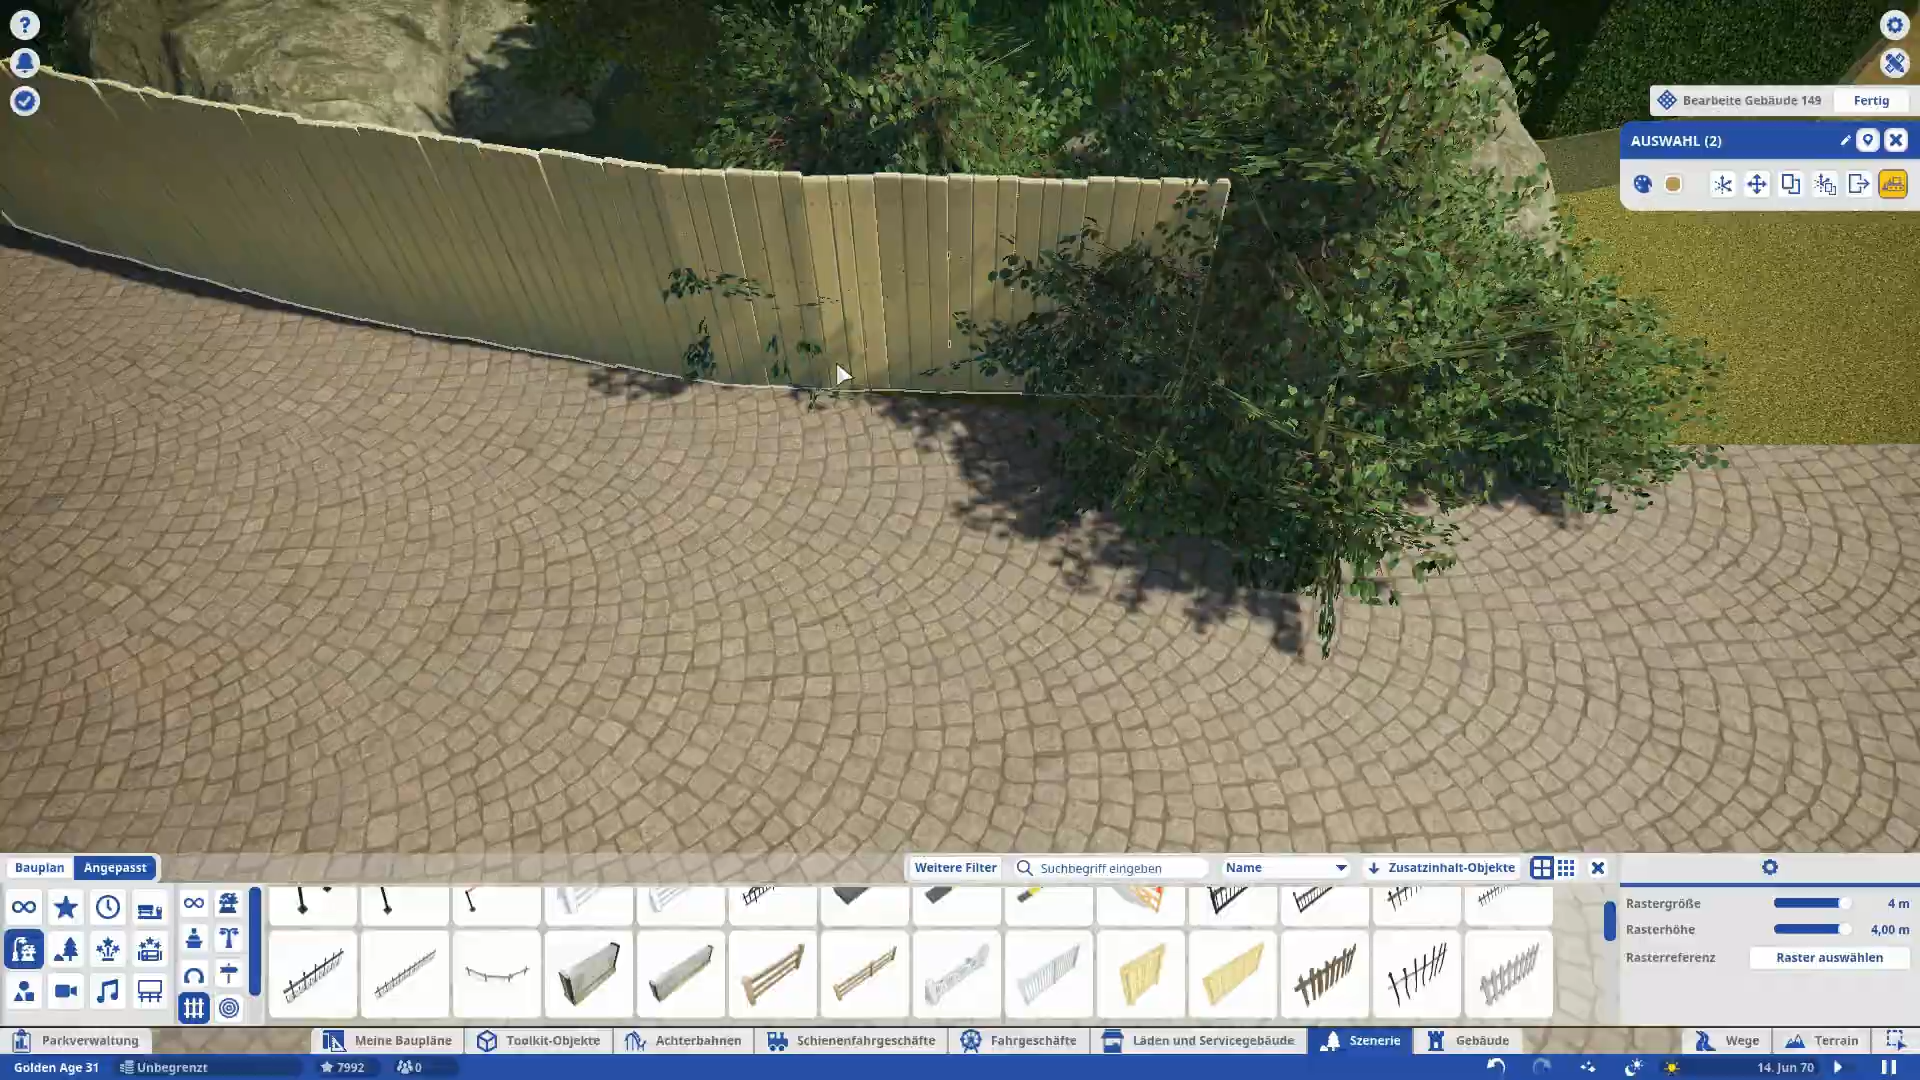 ?
Bearbeite Gebäude 149
Fertig
AUSWAHL (2)
Bauplan
Angepasst
Weitere Filter
Suchbegriff eingeben
Name
Zusatzinhalt-Objekte
Rastergröße
4 m
Rasterhöhe
4,00 m
Rasterreferenz
Raster auswählen
Parkverwaltung
Meine Baupläne
Toolkit-Objekte
Achterbahnen
Schienenfahrgeschäfte
Fahrgeschäfte
Läden und Servicegebäude
Szenerie
Gebäude
Wege
Terrain
Golden Age 31
Unbegrenzt
7992
0
14. Jun 70